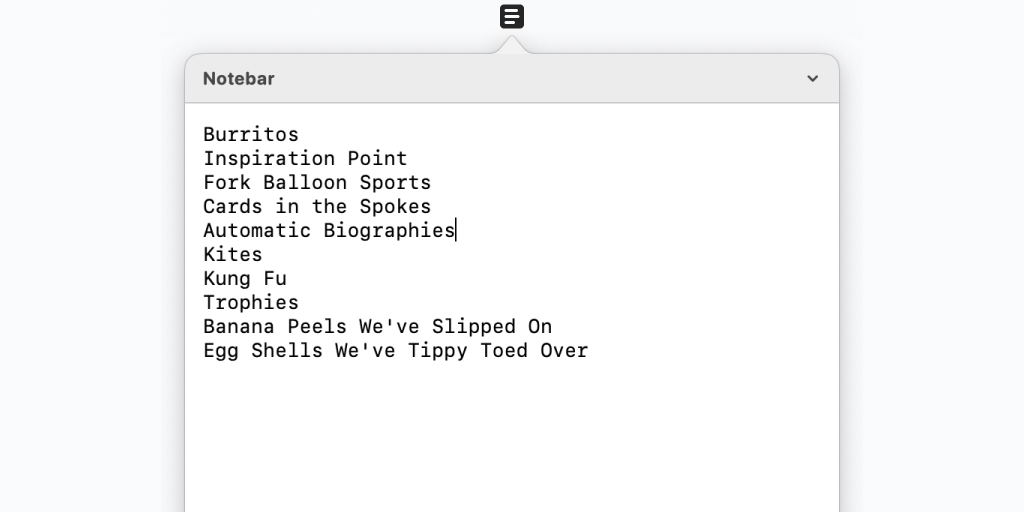 Notebar
Burritos
Inspiration Point
Fork Balloon Sports
Cards in the Spokes
Automatic Biographies
Kites
Kung Fu
Trophies
Banana Peels We've Slipped On
Egg Shells We've Tippy Toed Over